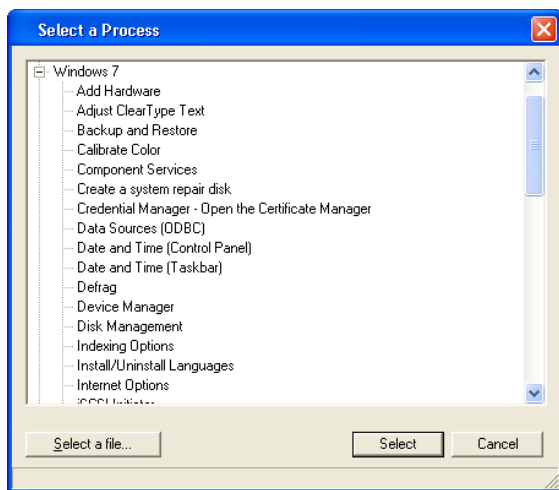 Select a Process
Windows 7
Add Hardware
Adjust ClearType Text
Backup and Restore
Calibrate Color
Component Services
Create a system repair disk
Credential Manager - Open the Certificate Manager
Data Sources (ODBC)
Date and Time (Control Panel)
Date and Time (Taskbar)
Defrag
Device Manager
Disk Management
Indexing Options
Install/Uninstall Languages
Internet Options
iSCSI Initiator
Select a file...
Select
Cancel